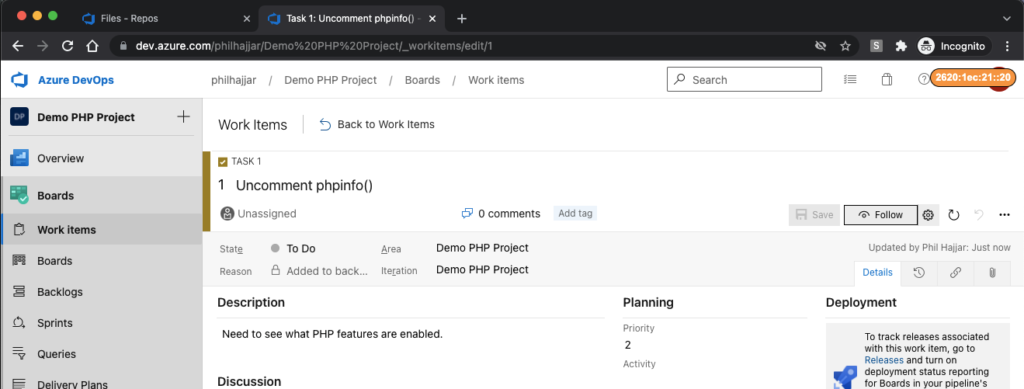 Files - Repos
Task 1: Uncomment phpinfo() -
dev.azure.com/philhajjar/Demo%20PHP%20Project/_workitems/edit/1
S
Incognito
Azure DevOps
philhajjar / Demo PHP Project / Boards / Work items
Search
2620:1ec:21::20
DP Demo PHP Project
Overview
Boards
Work items
Boards
Backlogs
Sprints
Queries
Delivery Plans
Work Items
Back to Work Items
TASK 1
1 Uncomment phpinfo()
Unassigned
0 comments
Add tag
Save
Follow
State To Do
Area Demo PHP Project
Updated by Phil Hajjar: Just now
Reason Added to back...
Iteration Demo PHP Project
Details
Description
Need to see what PHP features are enabled.
Discussion
Planning
Priority
2
Activity
Deployment
To track releases associated
with this work item, go to
Releases and turn on
deployment status reporting
for Boards in your pipeline's